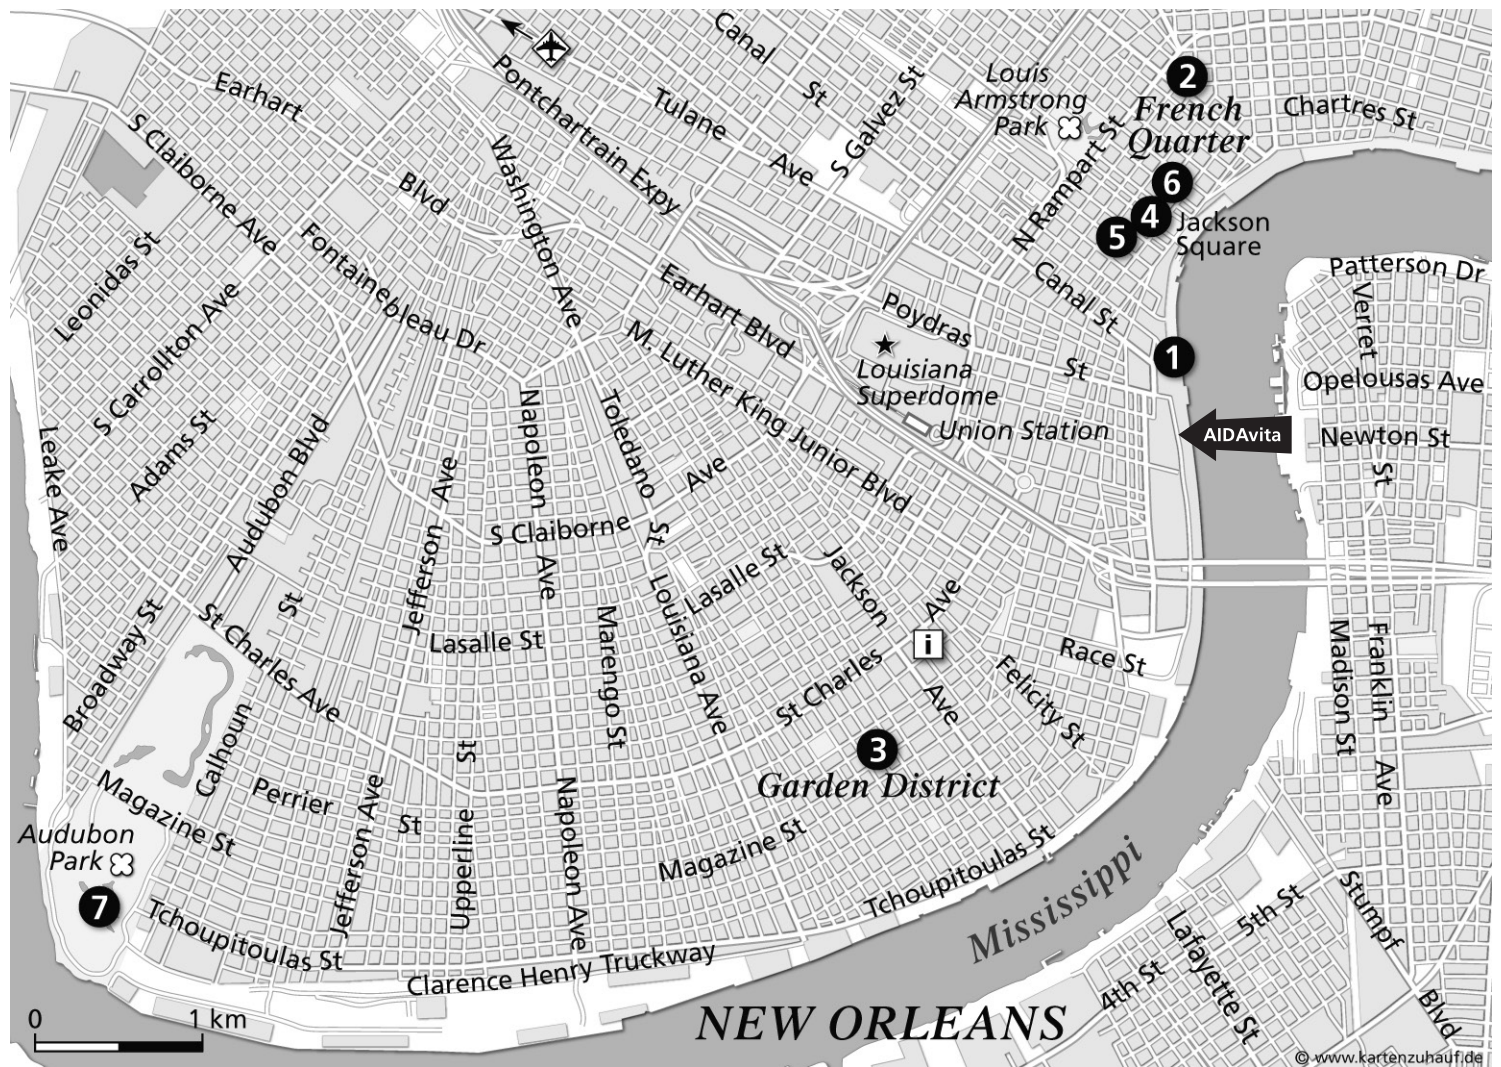 Canal
St
Louis
Armstrong
Park
2
French
Quarter
Chartres St
Earhart
Blvd
Pontchartrain Expy
Tulane
Ave
S Galvez St
S Claiborne Ave
Washington Ave
N Rampart St
6
4
5
Jackson
Square
Leonidas St
Fontainebleau Dr
Earhart Blvd
Canal St
Patterson Dr
Verret
St
S Carrollton Ave
Poydras
St
1
M. Luther King Junior Blvd
Louisiana
Superdome
Opelousas Ave
Union Station
AIDAvita
Newton St
Adams St
Leake Ave
Audubon Blvd
Jefferson Ave
Napoleon
Ave
Toledano
St
S Claiborne
Ave
Lasalle St
Jackson
Ave
Broadway St
St Charles Ave
Lasalle St
Marengo St
Louisiana Ave
St Charles
Ave
i
Felicity St
Race St
Madison St
Franklin
Ave
Calhoun
St
Magazine St
Perrier
St
Jefferson Ave
Upperline
St
Napoleon Ave
3
Garden District
Magazine St
Tchoupitoulas St
Audubon
Park
7
Tchoupitoulas St
Clarence Henry Truckway
Mississippi
Stumpf
Blvd
5th St
4th St
Lafayette St
0
1 km
NEW ORLEANS
© www.kartenzuhauf.de